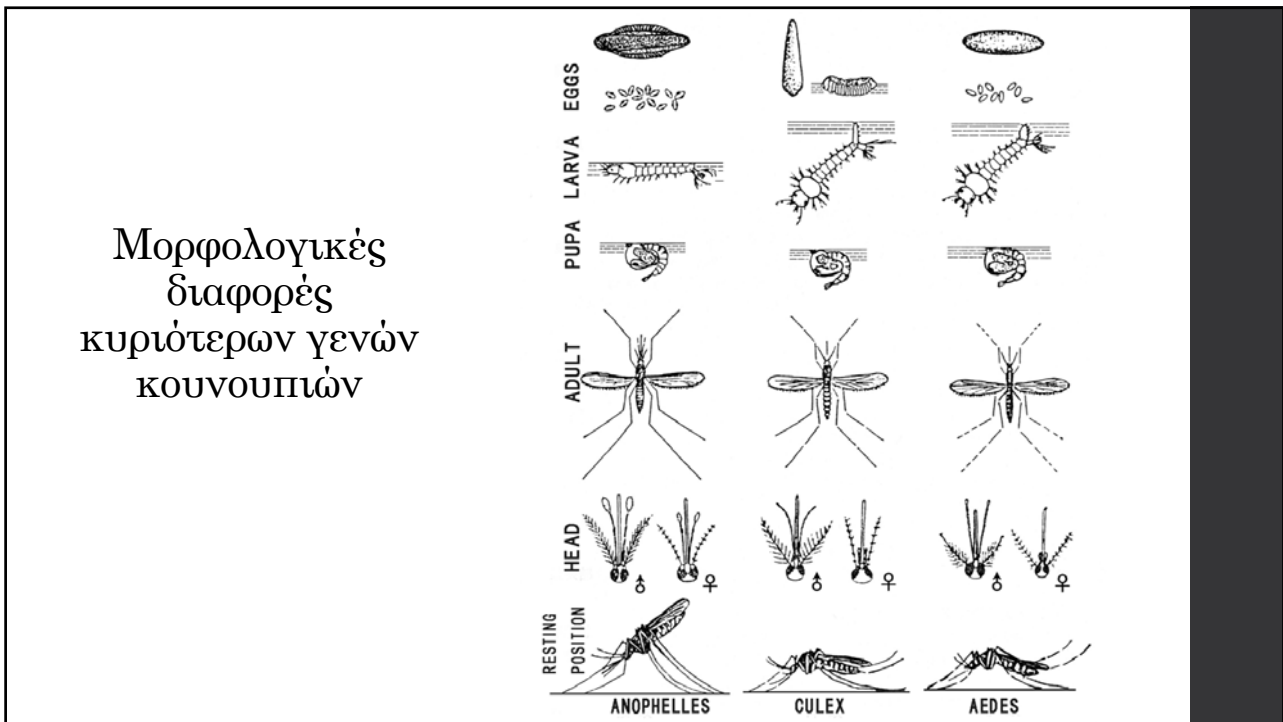 Μορφολογικές
διαφορές
κυριότερων γενών
κουνουπιών
EGGS
LARVA
PUPA
ADULT
HEAD
♂ ♀ ♂ ♀ ♂ ♀
RESTING
POSITION
ANOPHELLES CULEX AEDES